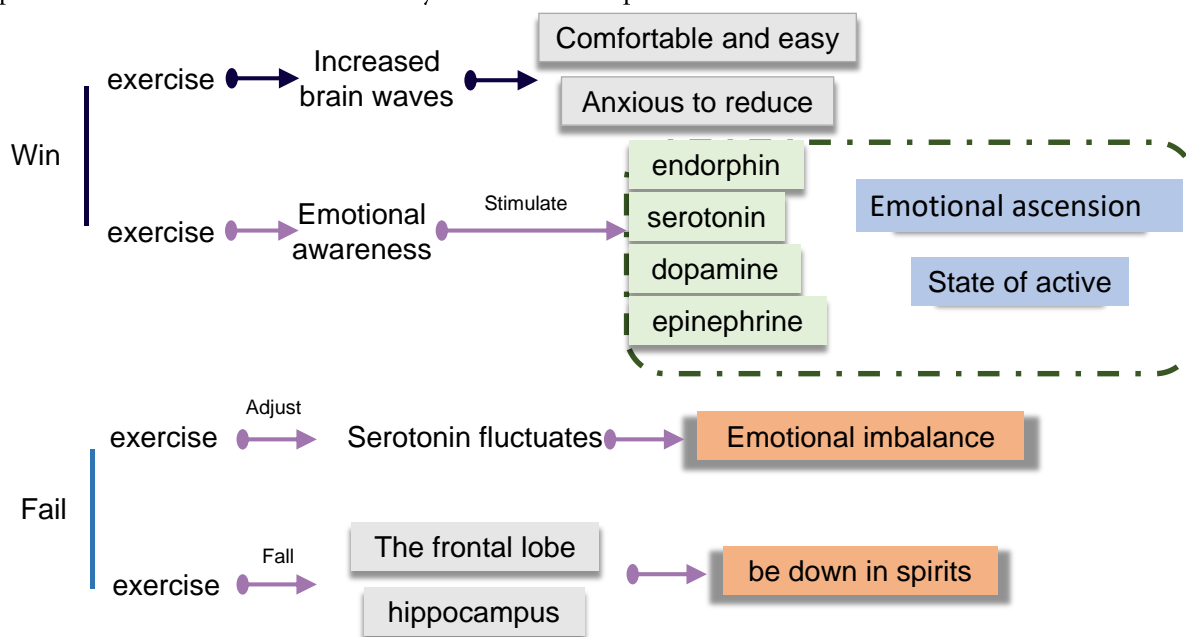 Comfortable and easy
exercise
Increased
brain waves
Anxious to reduce
Win
endorphin
exercise
Emotional
awareness
Stimulate
serotonin
Emotional ascension
dopamine
State of active
epinephrine
exercise
Adjust
Serotonin fluctuates
Emotional imbalance
Fail
exercise
Fall
The frontal lobe
hippocampus
be down in spirits